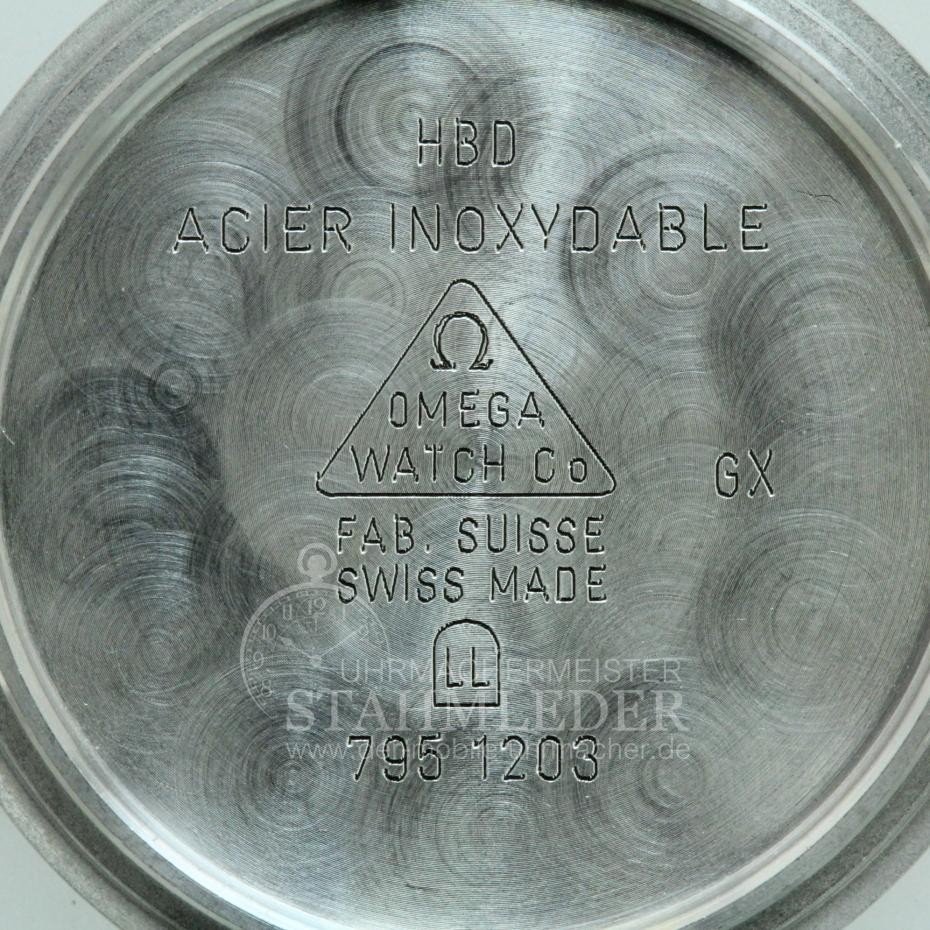 HBD
ACIER INOXYDABLE
Ω
OMEGA
WATCH Co
GX
FAB. SUISSE
SWISS MADE
LL
UHRMACHERMEISTER
STAHMLEDER
795 1203